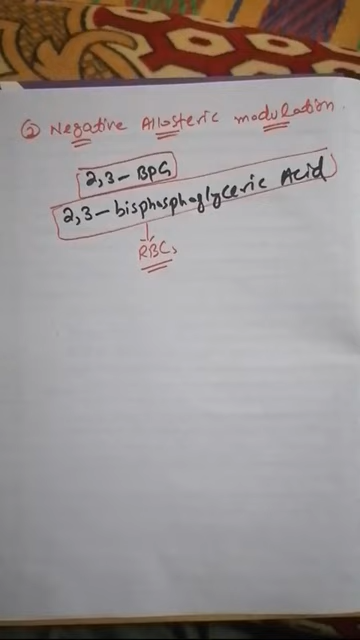 ② Negative Allosteric modulation.
2,3-BPG
2,3-bisphosphoglyceric Acid
RBCs